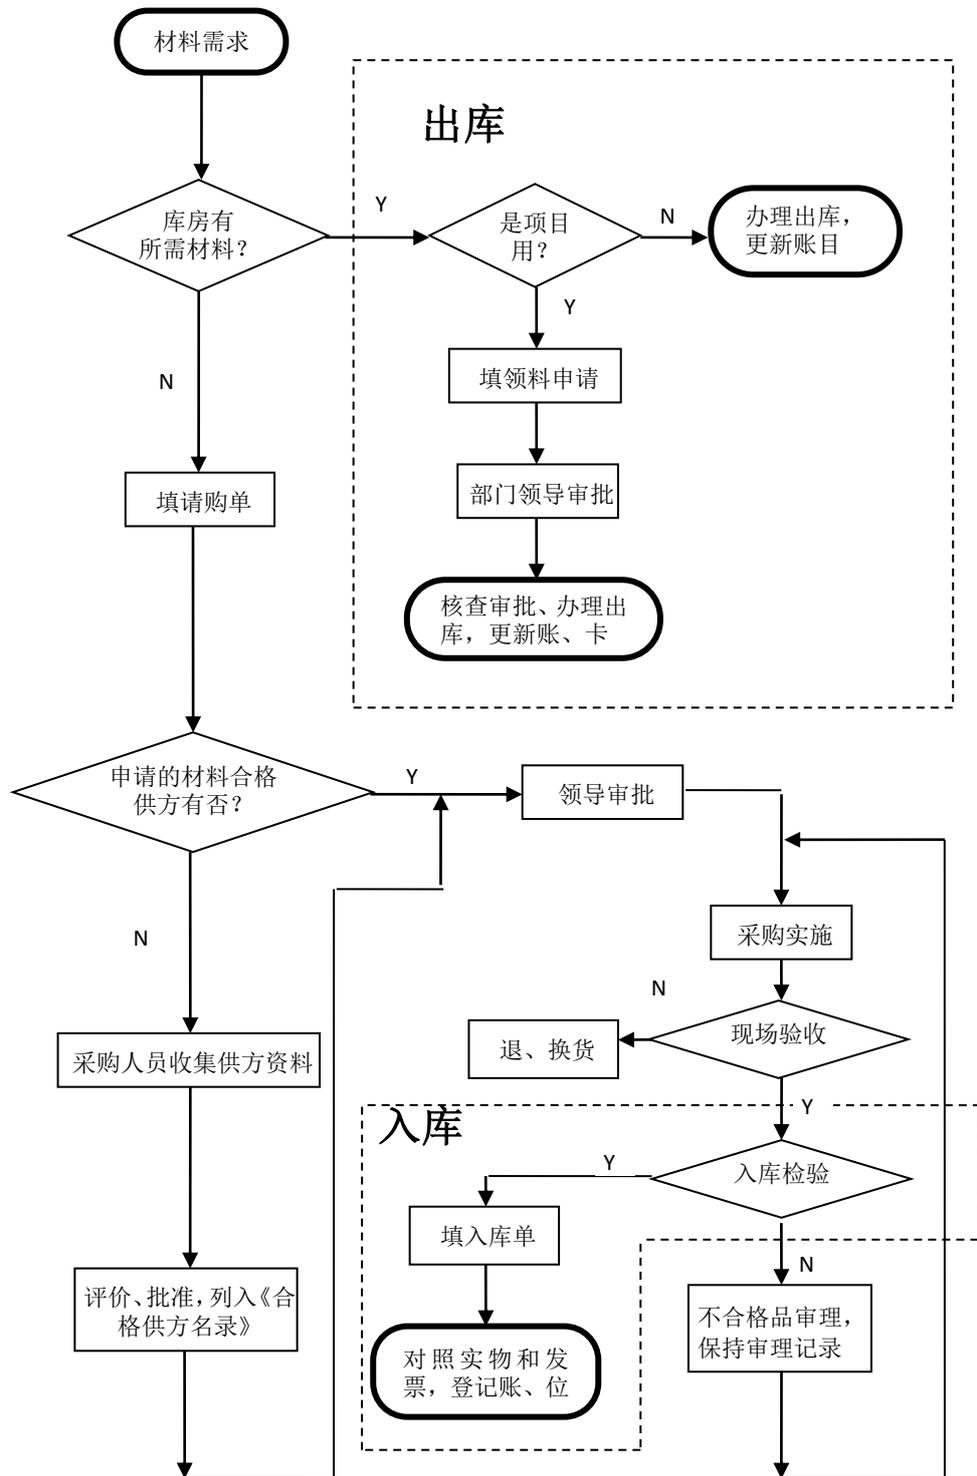 材料需求
出库
库房有
所需材料？
Y
是项目
用？
N
办理出库，
更新账目
Y
填领料申请
N
部门领导审批
填请购单
核查审批、办理出
库，更新账、卡
申请的材料合格
供方有否？
Y
领导审批
N
采购实施
N
现场验收
退、换货
采购人员收集供方资料
Y
入库
入库检验
Y
填入库单
N
评价、批准，列入《合
格供方名录》
不合格品审理，
保持审理记录
对照实物和发
票，登记账、位